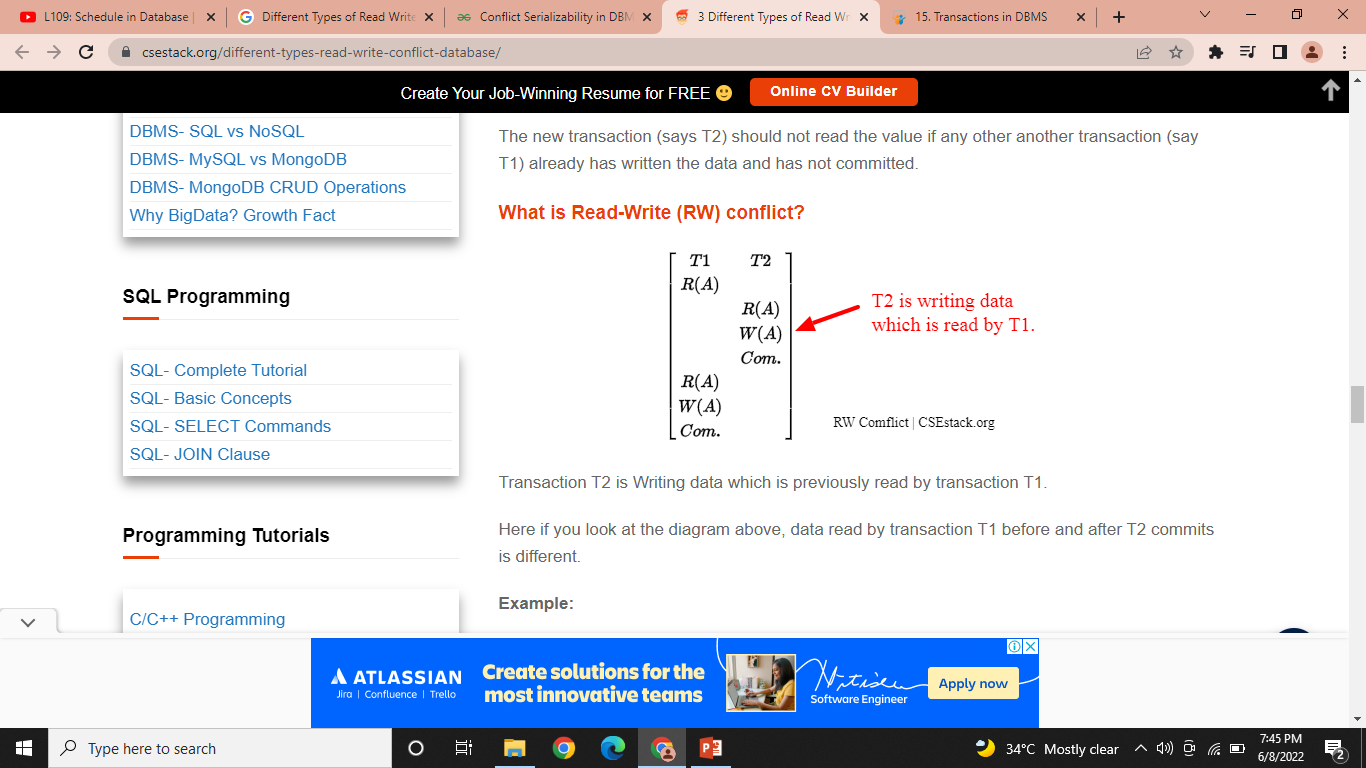 L109: Schedule in Database |
Different Types of Read Write
Conflict Serializability in DBM
3 Different Types of Read Wr
15. Transactions in DBMS
csestack.org/different-types-read-write-conflict-database/
Create Your Job-Winning Resume for FREE
Online CV Builder
DBMS- SQL vs NoSQL
DBMS- MySQL vs MongoDB
DBMS- MongoDB CRUD Operations
Why BigData? Growth Fact
SQL Programming
SQL- Complete Tutorial
SQL- Basic Concepts
SQL- SELECT Commands
SQL- JOIN Clause
Programming Tutorials
C/C++ Programming
The new transaction (says T2) should not read the value if any other another transaction (say
T1) already has written the data and has not committed.
What is Read-Write (RW) conflict?
T1 T2
R(A)
R(A)
W(A)
Com.
R(A)
W(A)
Com.
T2 is writing data
which is read by T1.
RW Comflict | CSEstack.org
Transaction T2 is Writing data which is previously read by transaction T1.
Here if you look at the diagram above, data read by transaction T1 before and after T2 commits
is different.
Example:
ATLASSIAN
Jira | Confluence | Trello
Create solutions for the
most innovative teams
Software Engineer
Apply now
Type here to search
34°C Mostly clear
7:45 PM
6/8/2022
2